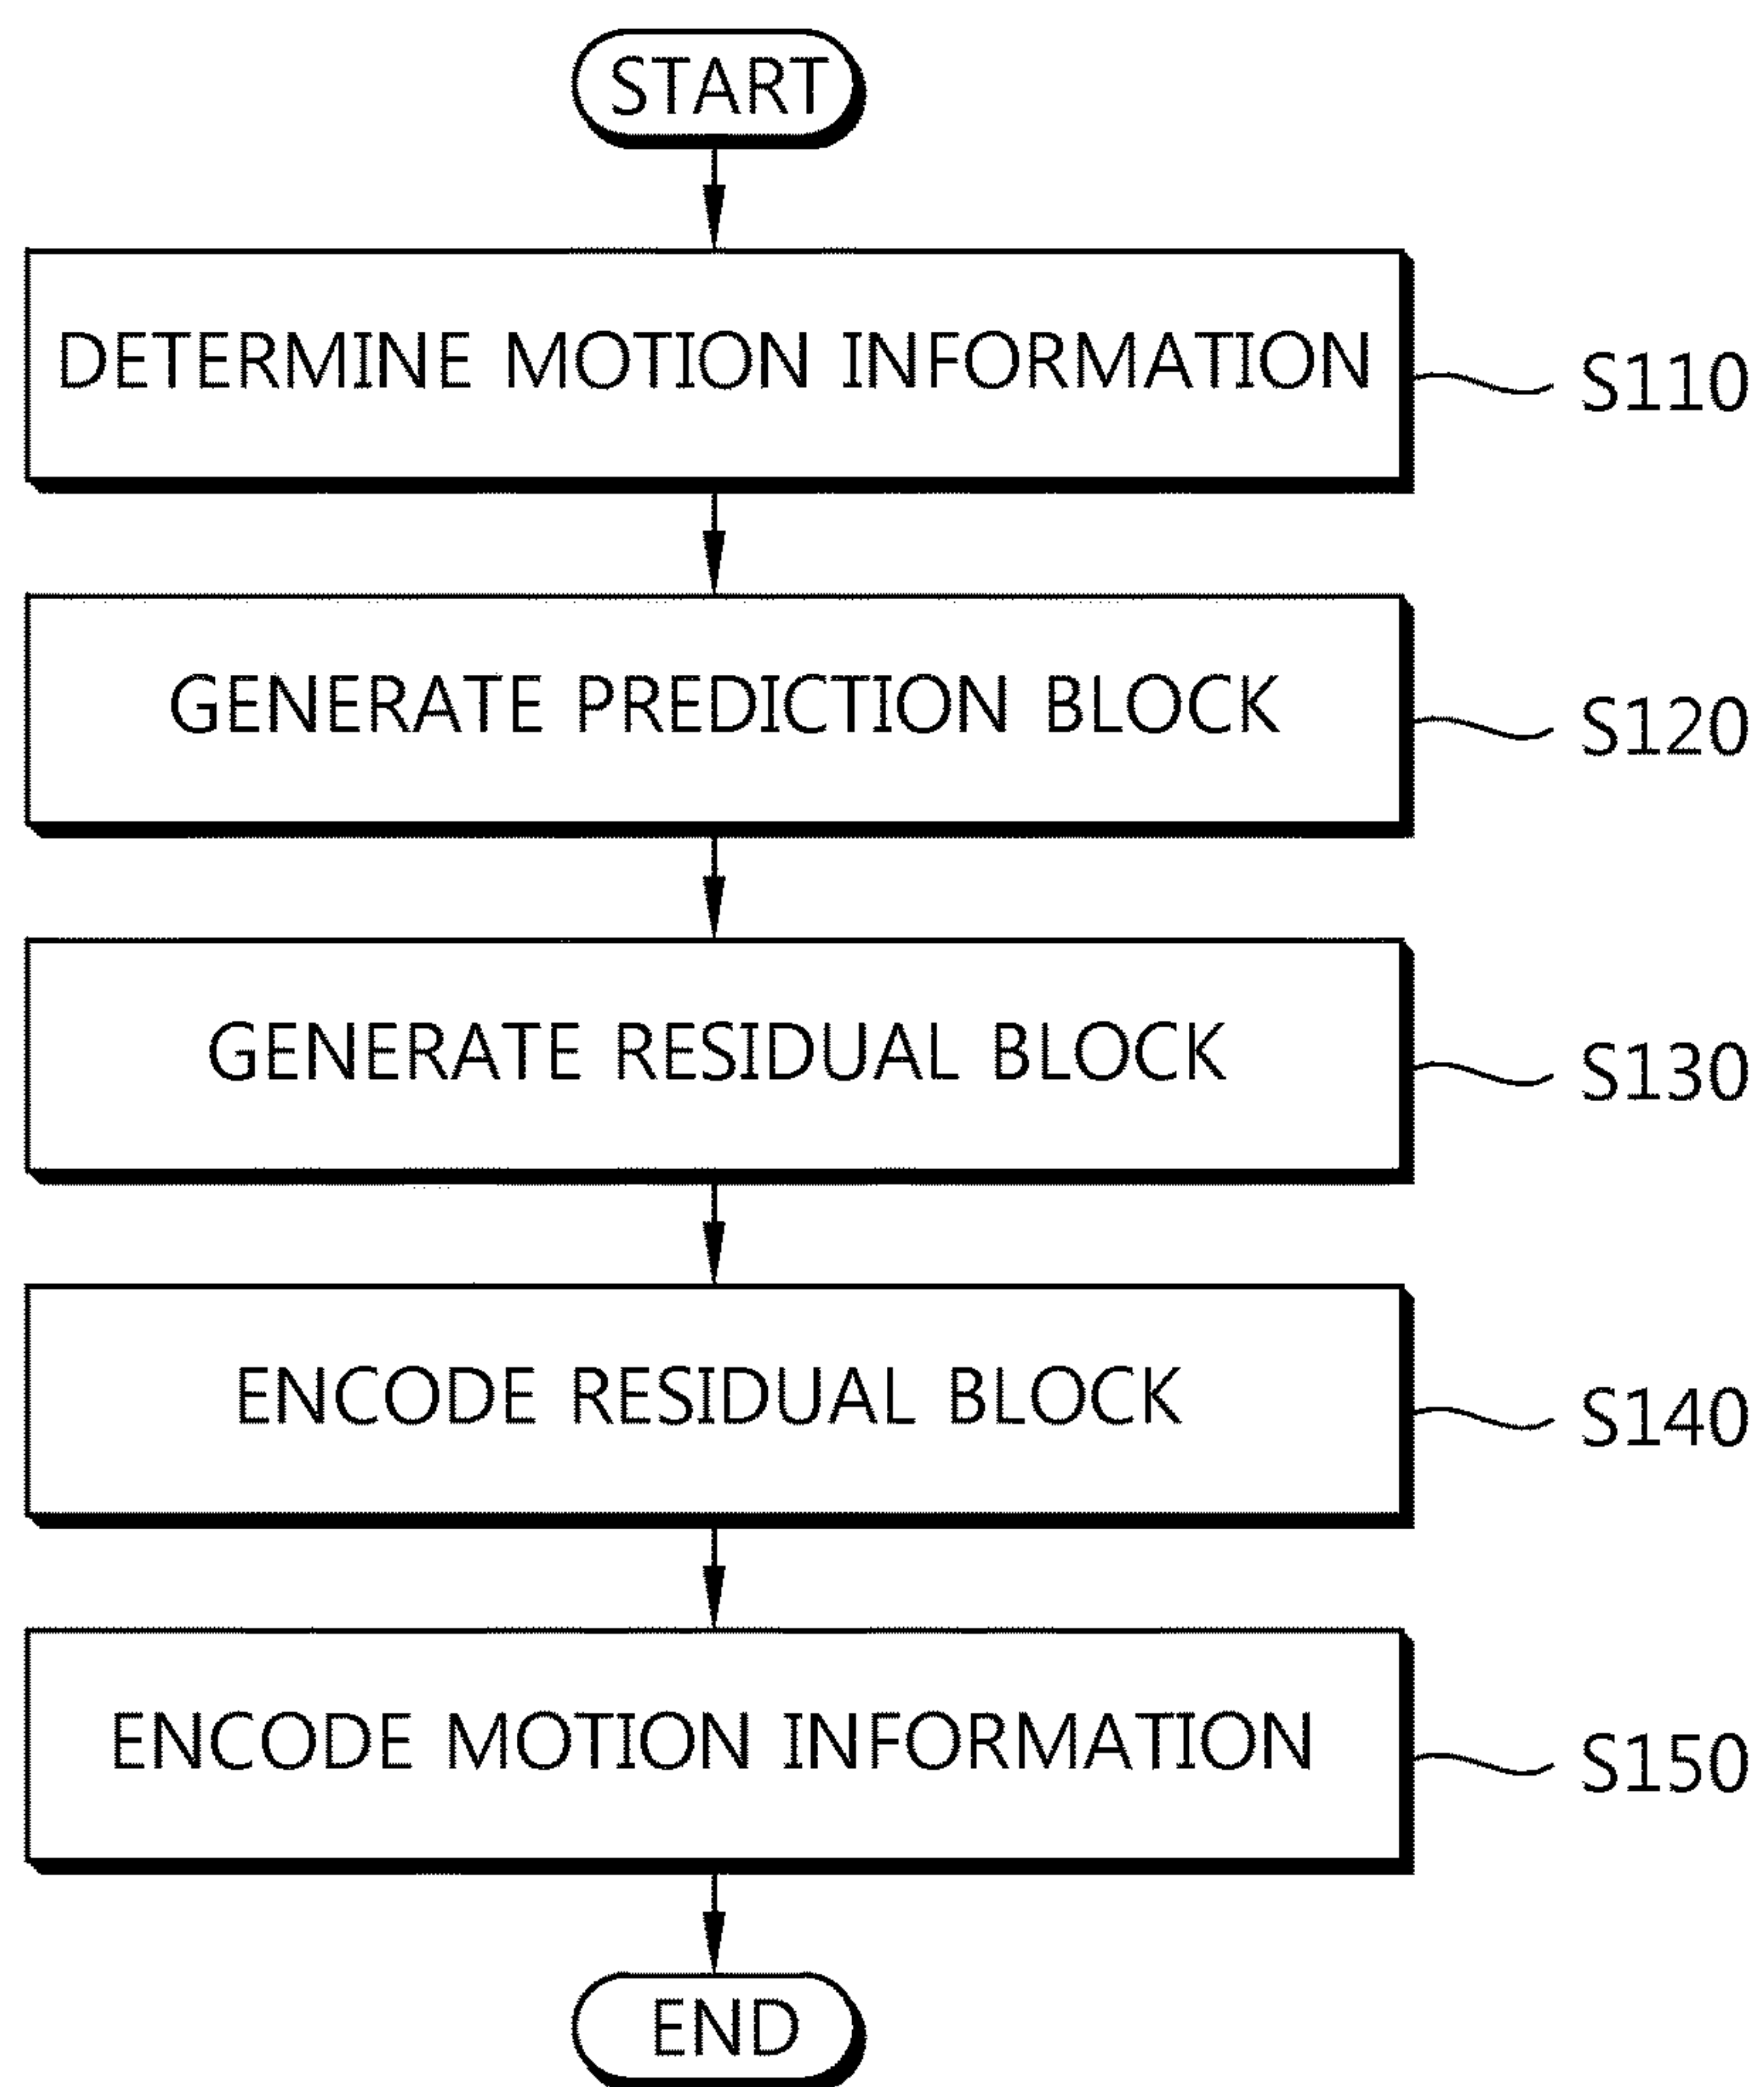 START
DETERMINE MOTION INFORMATION
S110
GENERATE PREDICTION BLOCK
S120
GENERATE RESIDUAL BLOCK
S130
ENCODE RESIDUAL BLOCK
S140
ENCODE MOTION INFORMATION
S150
END